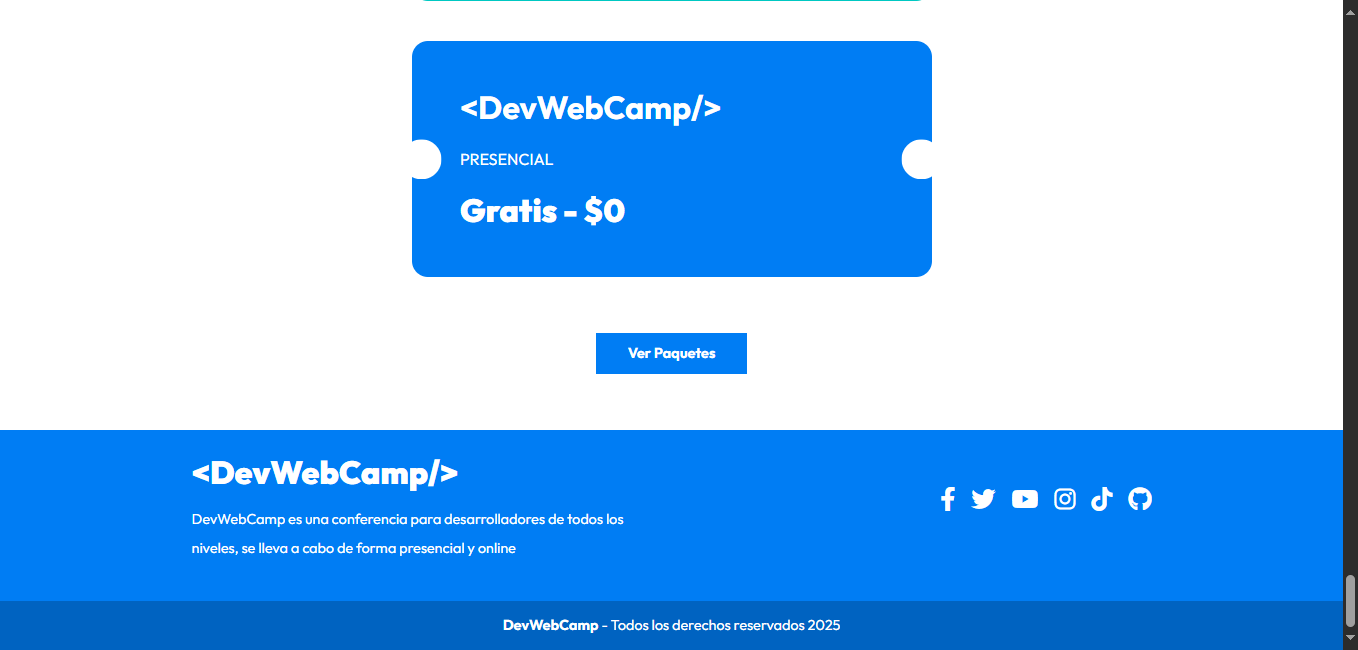 <DevWebCamp/>
PRESENCIAL
Gratis - $0
Ver Paquetes
<DevWebCamp/>
DevWebCamp es una conferencia para desarrolladores de todos los
niveles, se lleva a cabo de forma presencial y online
DevWebCamp - Todos los derechos reservados 2025